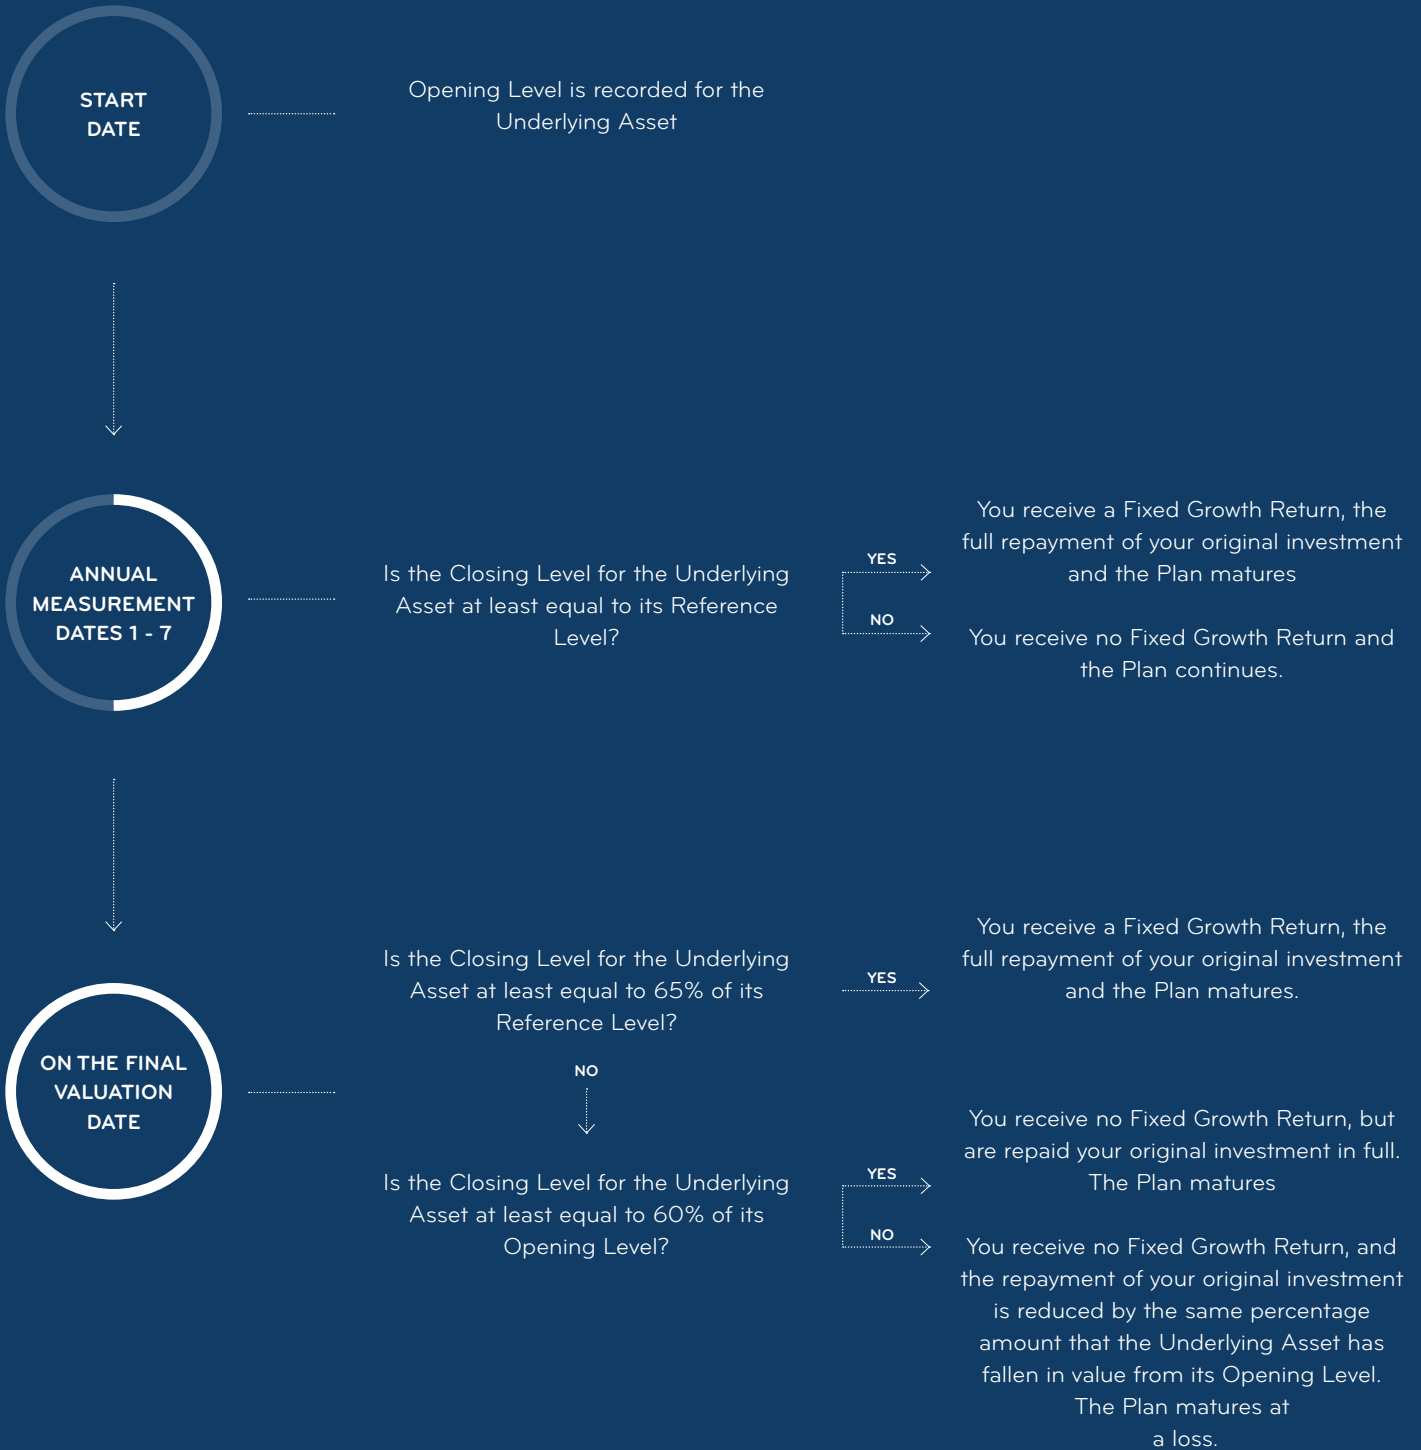 START
DATE
Opening Level is recorded for the
Underlying Asset
ANNUAL
MEASUREMENT
DATES 1 - 7
Is the Closing Level for the Underlying
Asset at least equal to its Reference
Level?
YES
You receive a Fixed Growth Return, the
full repayment of your original investment
and the Plan matures
NO
You receive no Fixed Growth Return and
the Plan continues.
ON THE FINAL
VALUATION
DATE
Is the Closing Level for the Underlying
Asset at least equal to 65% of its
Reference Level?
YES
You receive a Fixed Growth Return, the
full repayment of your original investment
and the Plan matures.
NO
Is the Closing Level for the Underlying
Asset at least equal to 60% of its
Opening Level?
YES
You receive no Fixed Growth Return, but
are repaid your original investment in full.
The Plan matures
NO
You receive no Fixed Growth Return, and
the repayment of your original investment
is reduced by the same percentage
amount that the Underlying Asset has
fallen in value from its Opening Level.
The Plan matures at
a loss.